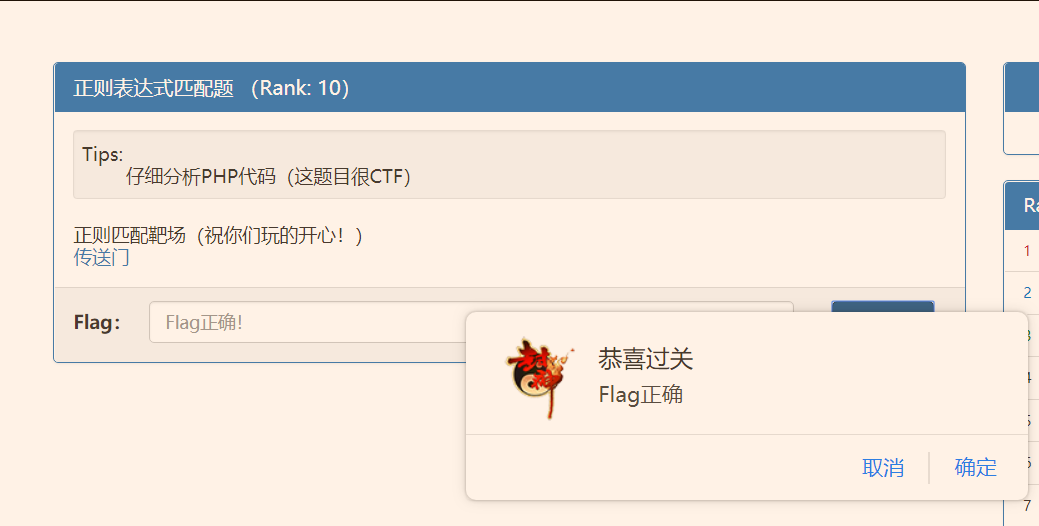 正则表达式匹配题 （Rank: 10）
Tips:
仔细分析PHP代码（这题目很CTF）
正则匹配靶场（祝你们玩的开心！）
传送门
Flag：
Flag正确！
恭喜过关
Flag正确
取消
确定
Ra
1
2
3
4
5
6
7